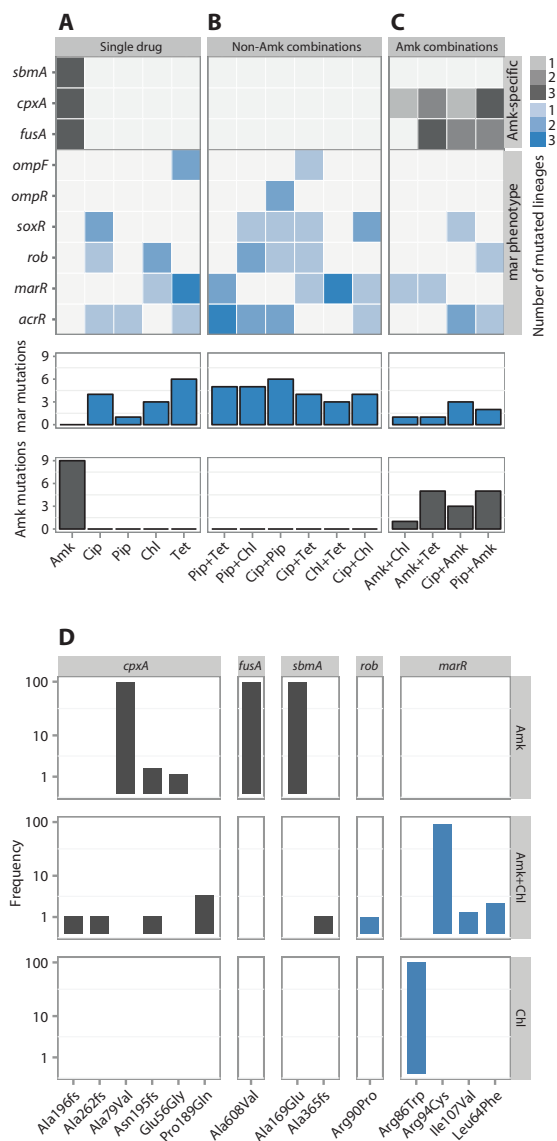 A
B
C
Single drug
Non-Amk combinations
Amk combinations
sbmA
cpxA
fusA
ompF
ompR
soxR
rob
marR
acrR
Amk-specific
mar phenotype
1
2
3
1
2
3
Number of mutated lineages
mar mutations
9
6
3
0
Amk mutations
9
6
3
0
Amk
Cip
Pip
Chl
Tet
Pip+Tet
Pip+Chl
Cip+Pip
Cip+Tet
Chl+Tet
Cip+Chl
Amk+Chl
Amk+Tet
Cip+Amk
Pip+Amk
D
cpxA
fusA
sbmA
rob
marR
Frequency
100
10
1
Amk
100
10
1
Amk+Chl
100
10
1
Chl
Ala196fs
Ala262fs
Ala79Val
Asn195fs
Glu56Gly
Pro189Gln
Ala608Val
Ala169Glu
Ala365fs
Arg90Pro
Arg86Trp
Arg94Cys
Ile107Val
Leu64Phe